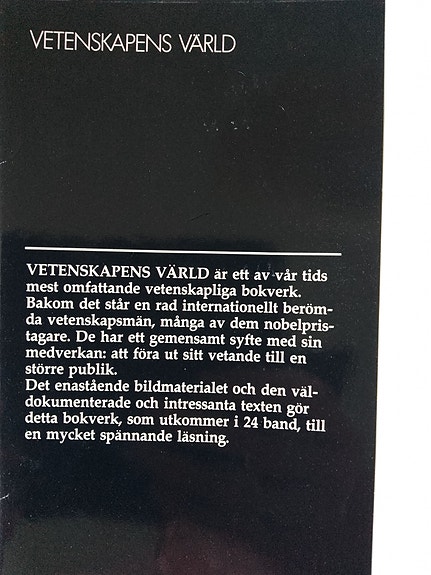 VETENSKAPENS VÄRLD
VETENSKAPENS VÄRLD är ett av vår tids
mest omfattande vetenskapliga bokverk.
Bakom det står en rad internationellt beröm-
da vetenskapsmän, många av dem nobelpris-
tagare. De har ett gemensamt syfte med sin
medverkan: att föra ut sitt vetande till en
större publik.
Det enastående bildmaterialet och den väl-
dokumenterade och intressanta texten gör
detta bokverk, som utkommer i 24 band, till
en mycket spännande läsning.